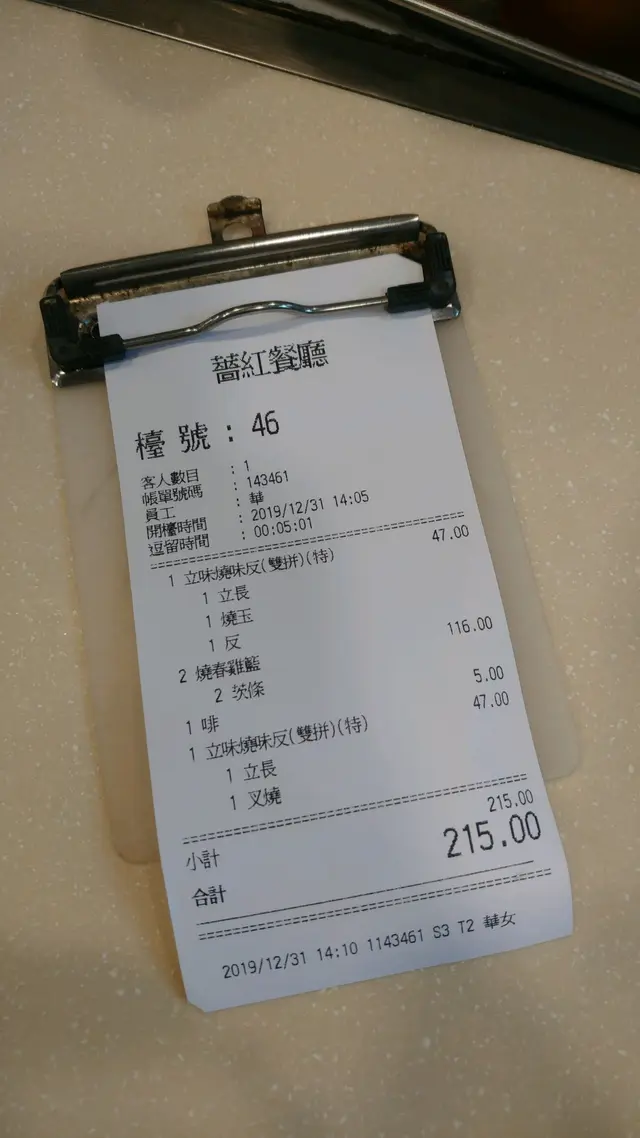 薔紅餐廳
檯號：46
客人數目 : 1
帳單號碼 : 143461
員工 : 華
開檯時間 : 2019/12/31 14:05
逗留時間 : 00:05:01
1 立味燒味反(雙拼)(特) 47.00
1 立長
1 燒玉
1 反
2 燒春雞籃 116.00
2 茨條
1 啡 5.00
1 立味燒味反(雙拼)(特) 47.00
1 立長
1 叉燒
小計 215.00
合計 215.00
2019/12/31 14:10 1143461 S3 T2 華女